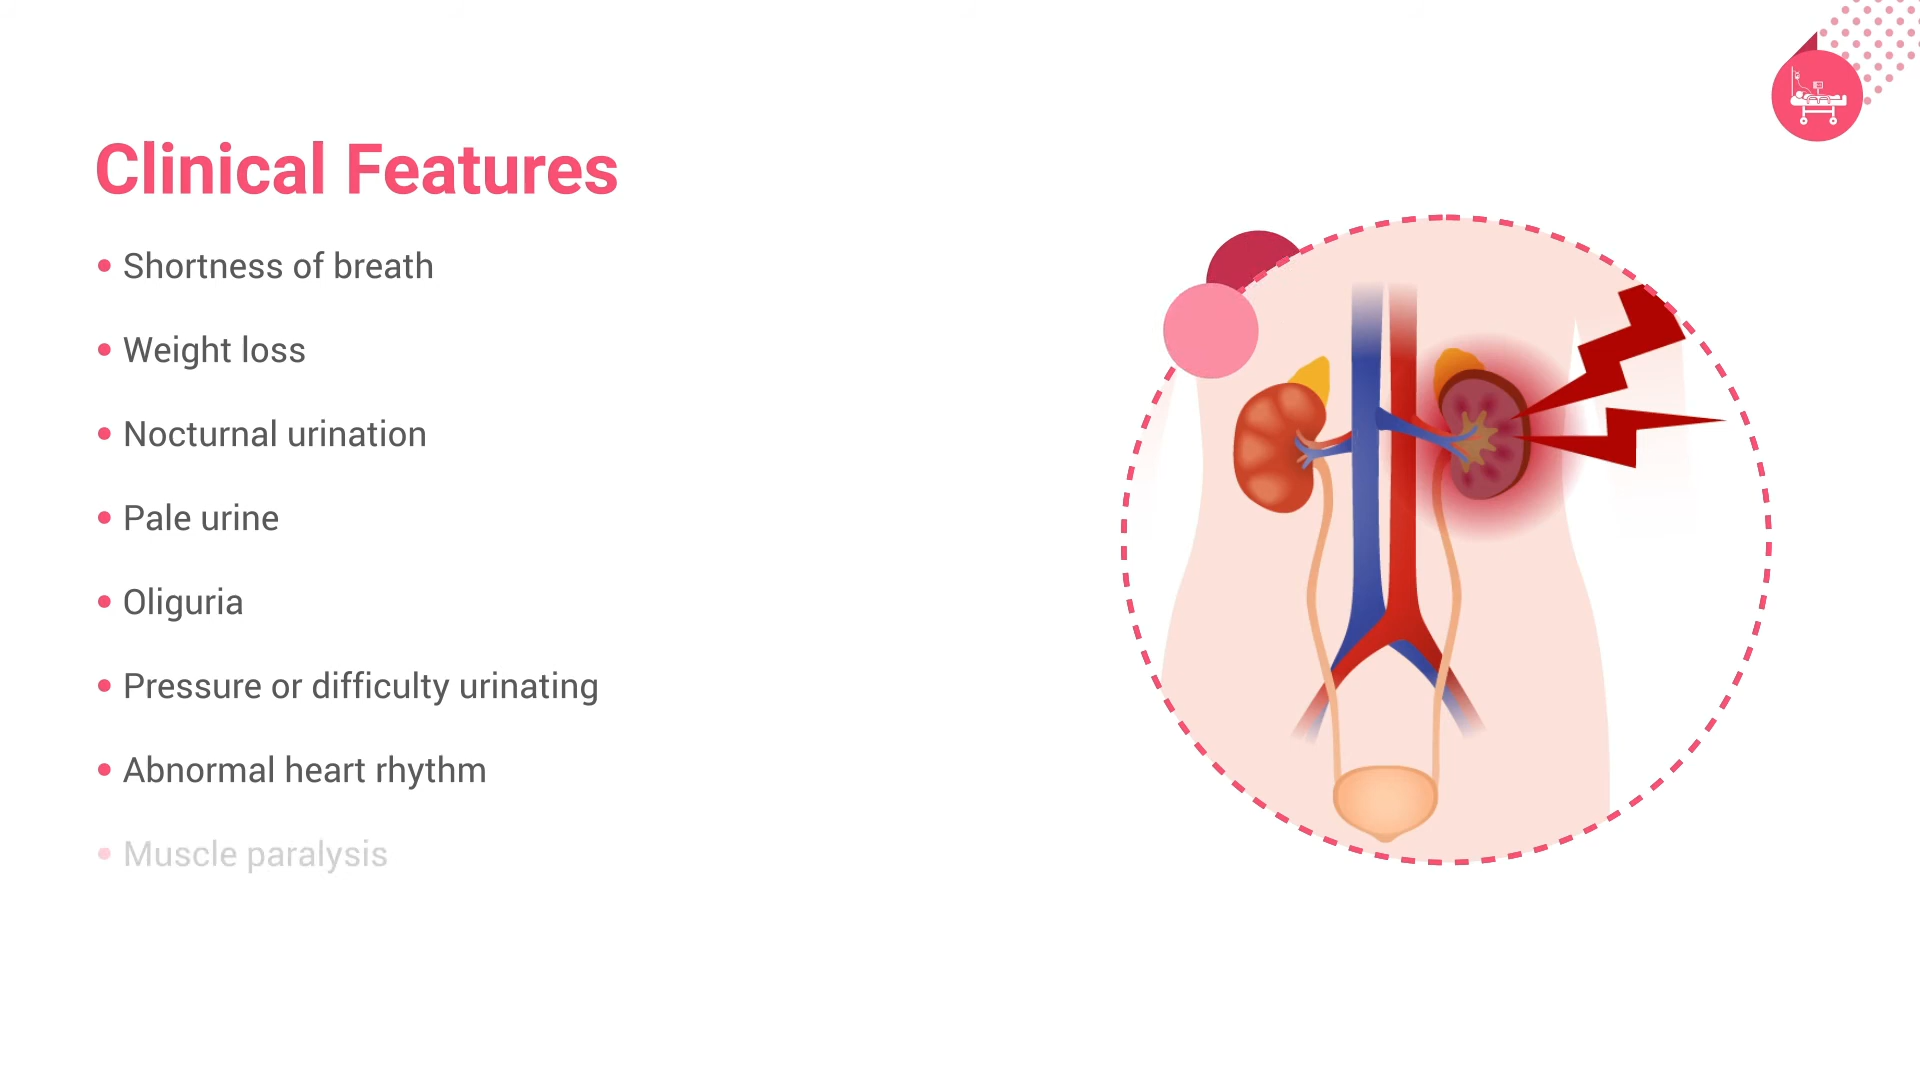 Clinical Features
• Shortness of breath
• Weight loss
• Nocturnal urination
• Pale urine
• Oliguria
• Pressure or difficulty urinating
• Abnormal heart rhythm
• Muscle paralysis